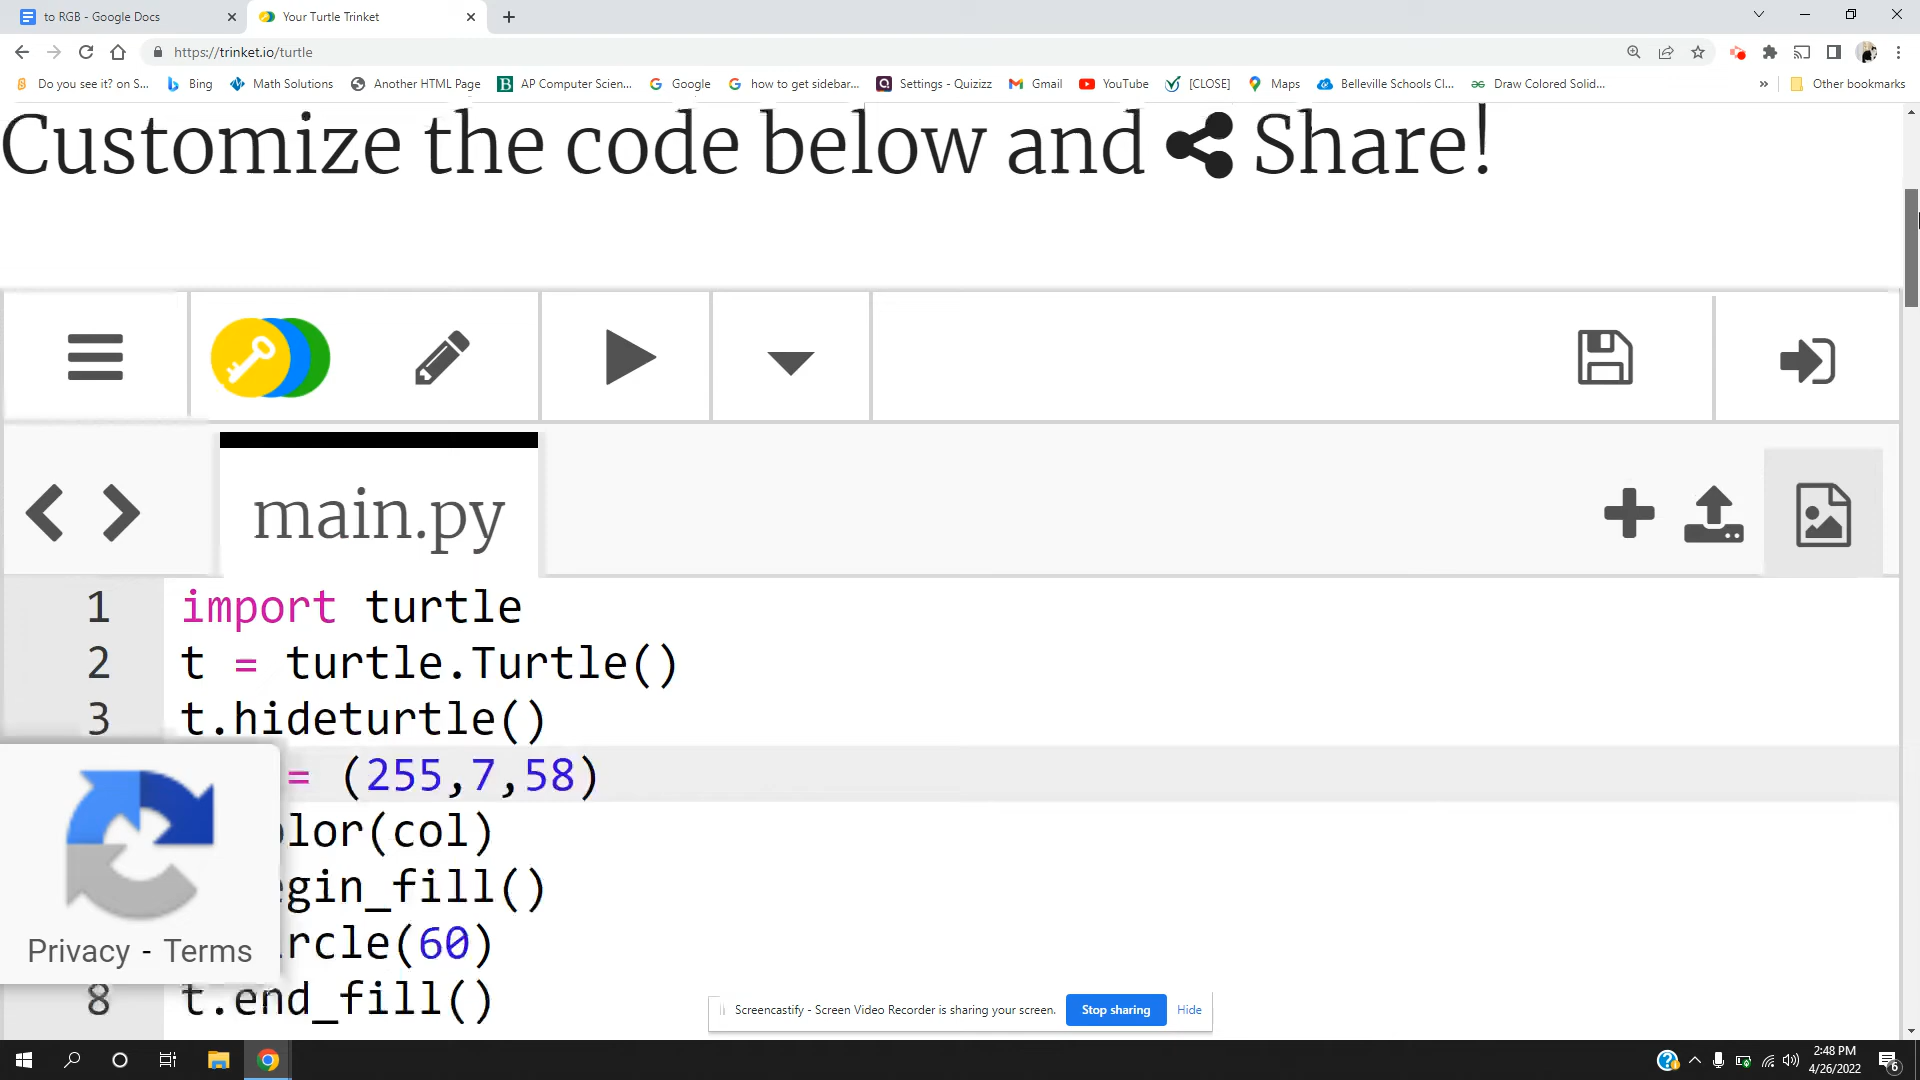 to RGB - Google Docs
Your Turtle Trinket
https://trinket.io/turtle
Do you see it? on S...
Bing
Math Solutions
Another HTML Page
AP Computer Scien...
Google
how to get sidebar...
Settings - Quizizz
Gmail
YouTube
[CLOSE]
Maps
Belleville Schools Cl...
Draw Colored Solid...
»
Other bookmarks
Customize the code below and Share!
main.py
1 import turtle
2 t = turtle.Turtle()
3 t.hideturtle()
= (255,7,58)
olor(col)
egin_fill()
rcle(60)
8 t.end_fill()
Privacy - Terms
Screencastify - Screen Video Recorder is sharing your screen.
Stop sharing
Hide
2:48 PM
4/26/2022
6